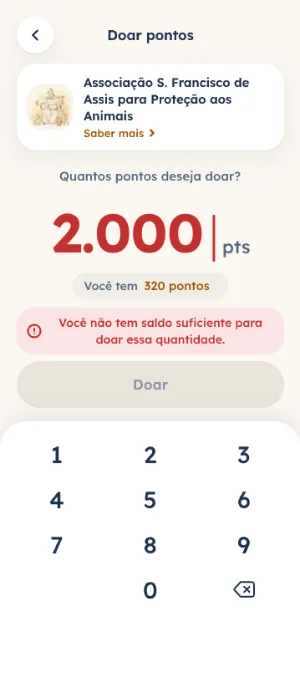 Doar pontos
Associação S. Francisco de
Assis para Proteção aos
Animais
Saber mais
Quantos pontos deseja doar?
2.000 pts
Você tem 320 pontos
Você não tem saldo suficiente para
doar essa quantidade.
Doar
1 2 3
4 5 6
7 8 9
0